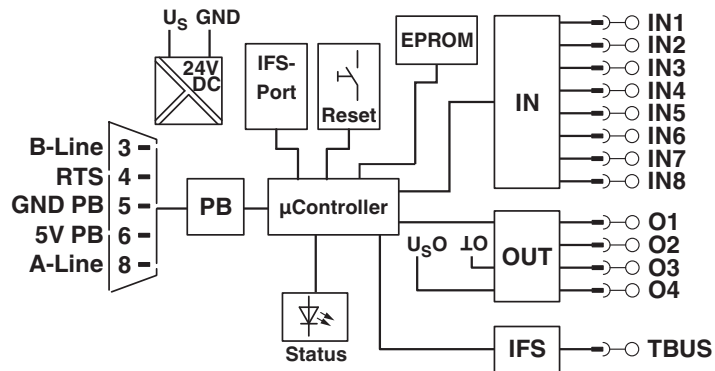 US GND
24V
DC
IFS-
Port
Reset
EPROM
IN
IN1
IN2
IN3
IN4
IN5
IN6
IN7
IN8
B-Line 3
RTS 4
GND PB 5
5V PB 6
A-Line 8
PB
µController
USO
OT
OUT
O1
O2
O3
O4
Status
IFS
TBUS